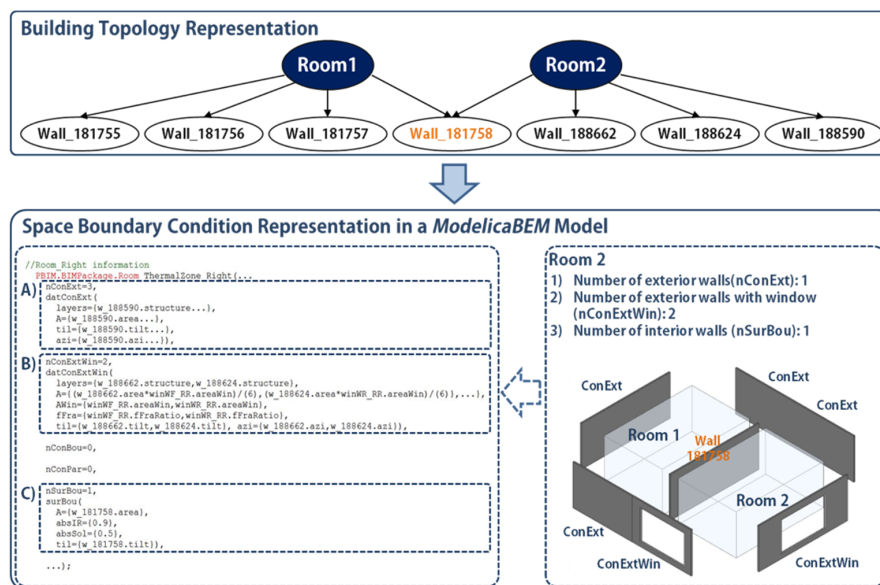 Building Topology Representation
Room1
Room2
Wall_181755
Wall_181756
Wall_181757
Wall_181758
Wall_188662
Wall_188624
Wall_188590
Space Boundary Condition Representation in a ModelicaBEM Model
//Room_Right information
PBIM.BIMPackage.Room ThermalZone_Right(...
A)
nConExt=3,
datConExt(
layers={w_188590.structure...},
A={w_188590.area...},
til={w_188590.tilt...},
azi={w_188590.azi...}),
B)
nConExtWin=2,
datConExtWin(
layers={w_188662.structure,w_188624.structure},
A={(w_188662.area*winWF_RR.areaWin)/(6),(w_188624.area*winWR_RR.areaWin)/(6)},...},
AWin={winWF_RR.areaWin,winWR_RR.areaWin},
fFra={winWF_RR.fFraRatio,winWR_RR.fFraRatio},
til={w_188662.tilt,w_188624.tilt}, azi={w_188662.azi,w_188624.azi}),
nConBou=0,
nConPar=0,
C)
nSurBou=1,
surBou(
A={w_181758.area},
absIR={0.9},
absSol={0.5},
til={w_181758.tilt}),
...);
Room 2
1) Number of exterior walls(nConExt): 1
2) Number of exterior walls with window
(nConExtWin): 2
3) Number of interior walls (nSurBou): 1
ConExt
ConExt
ConExt
Room 1
Wall
181758
Room 2
ConExt
ConExtWin
ConExtWin